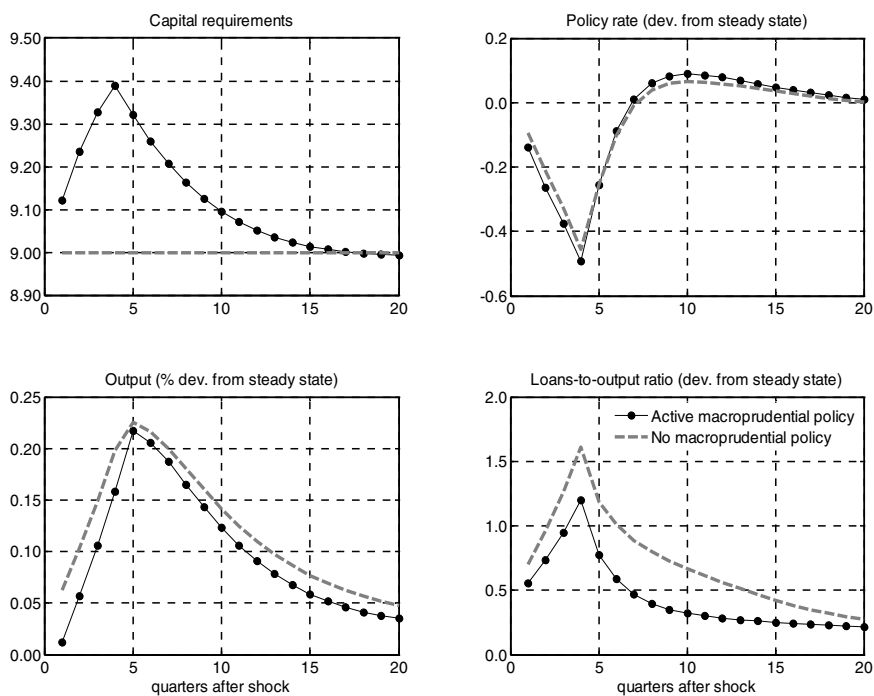 Capital requirements
9.50
9.40
9.30
9.20
9.10
9.00
8.90
0 5 10 15 20
Policy rate (dev. from steady state)
0.2
0.0
-0.2
-0.4
-0.6
0 5 10 15 20
Output (% dev. from steady state)
0.25
0.20
0.15
0.10
0.05
0.00
0 5 10 15 20
quarters after shock
Loans-to-output ratio (dev. from steady state)
2.0
1.5
1.0
0.5
0.0
Active macroprudential policy
No macroprudential policy
0 5 10 15 20
quarters after shock